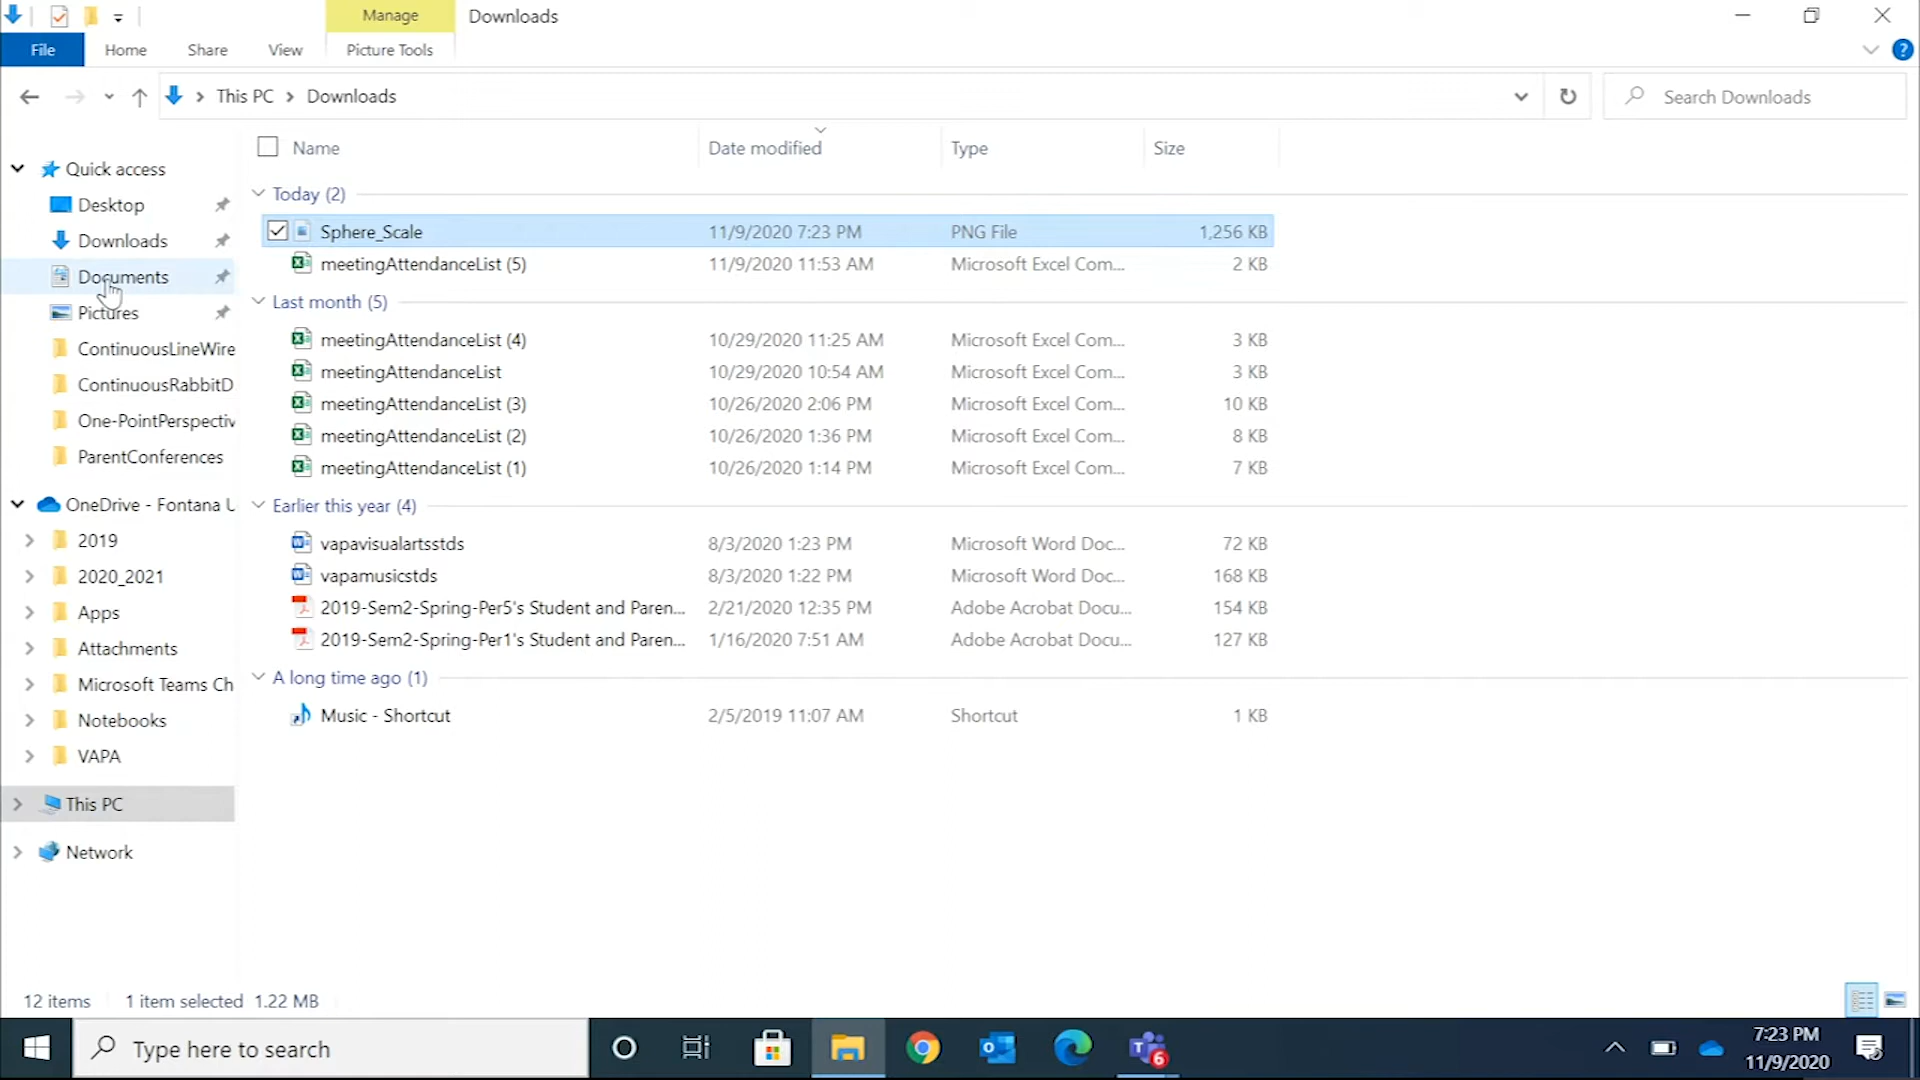 Manage
Downloads
File
Home
Share
View
Picture Tools
?
This PC
Downloads
Search Downloads
Name
Date modified
Type
Size
Quick access
Desktop
Downloads
Documents
Pictures
ContinuousLineWire
ContinuousRabbitD
One-PointPerspectiv
ParentConferences
OneDrive - Fontana U
2019
2020_2021
Apps
Attachments
Microsoft Teams Ch
Notebooks
VAPA
This PC
Network
Today (2)
Sphere_Scale 11/9/2020 7:23 PM PNG File 1,256 KB
meetingAttendanceList (5) 11/9/2020 11:53 AM Microsoft Excel Com... 2 KB
Last month (5)
meetingAttendanceList (4) 10/29/2020 11:25 AM Microsoft Excel Com... 3 KB
meetingAttendanceList 10/29/2020 10:54 AM Microsoft Excel Com... 3 KB
meetingAttendanceList (3) 10/26/2020 2:06 PM Microsoft Excel Com... 10 KB
meetingAttendanceList (2) 10/26/2020 1:36 PM Microsoft Excel Com... 8 KB
meetingAttendanceList (1) 10/26/2020 1:14 PM Microsoft Excel Com... 7 KB
Earlier this year (4)
vapavisualartsstds 8/3/2020 1:23 PM Microsoft Word Doc... 72 KB
vapamusicstds 8/3/2020 1:22 PM Microsoft Word Doc... 168 KB
2019-Sem2-Spring-Per5's Student and Paren... 2/21/2020 12:35 PM Adobe Acrobat Docu... 154 KB
2019-Sem2-Spring-Per1's Student and Paren... 1/16/2020 7:51 AM Adobe Acrobat Docu... 127 KB
A long time ago (1)
Music - Shortcut 2/5/2019 11:07 AM Shortcut 1 KB
12 items 1 item selected 1.22 MB
Type here to search
6
7:23 PM
11/9/2020